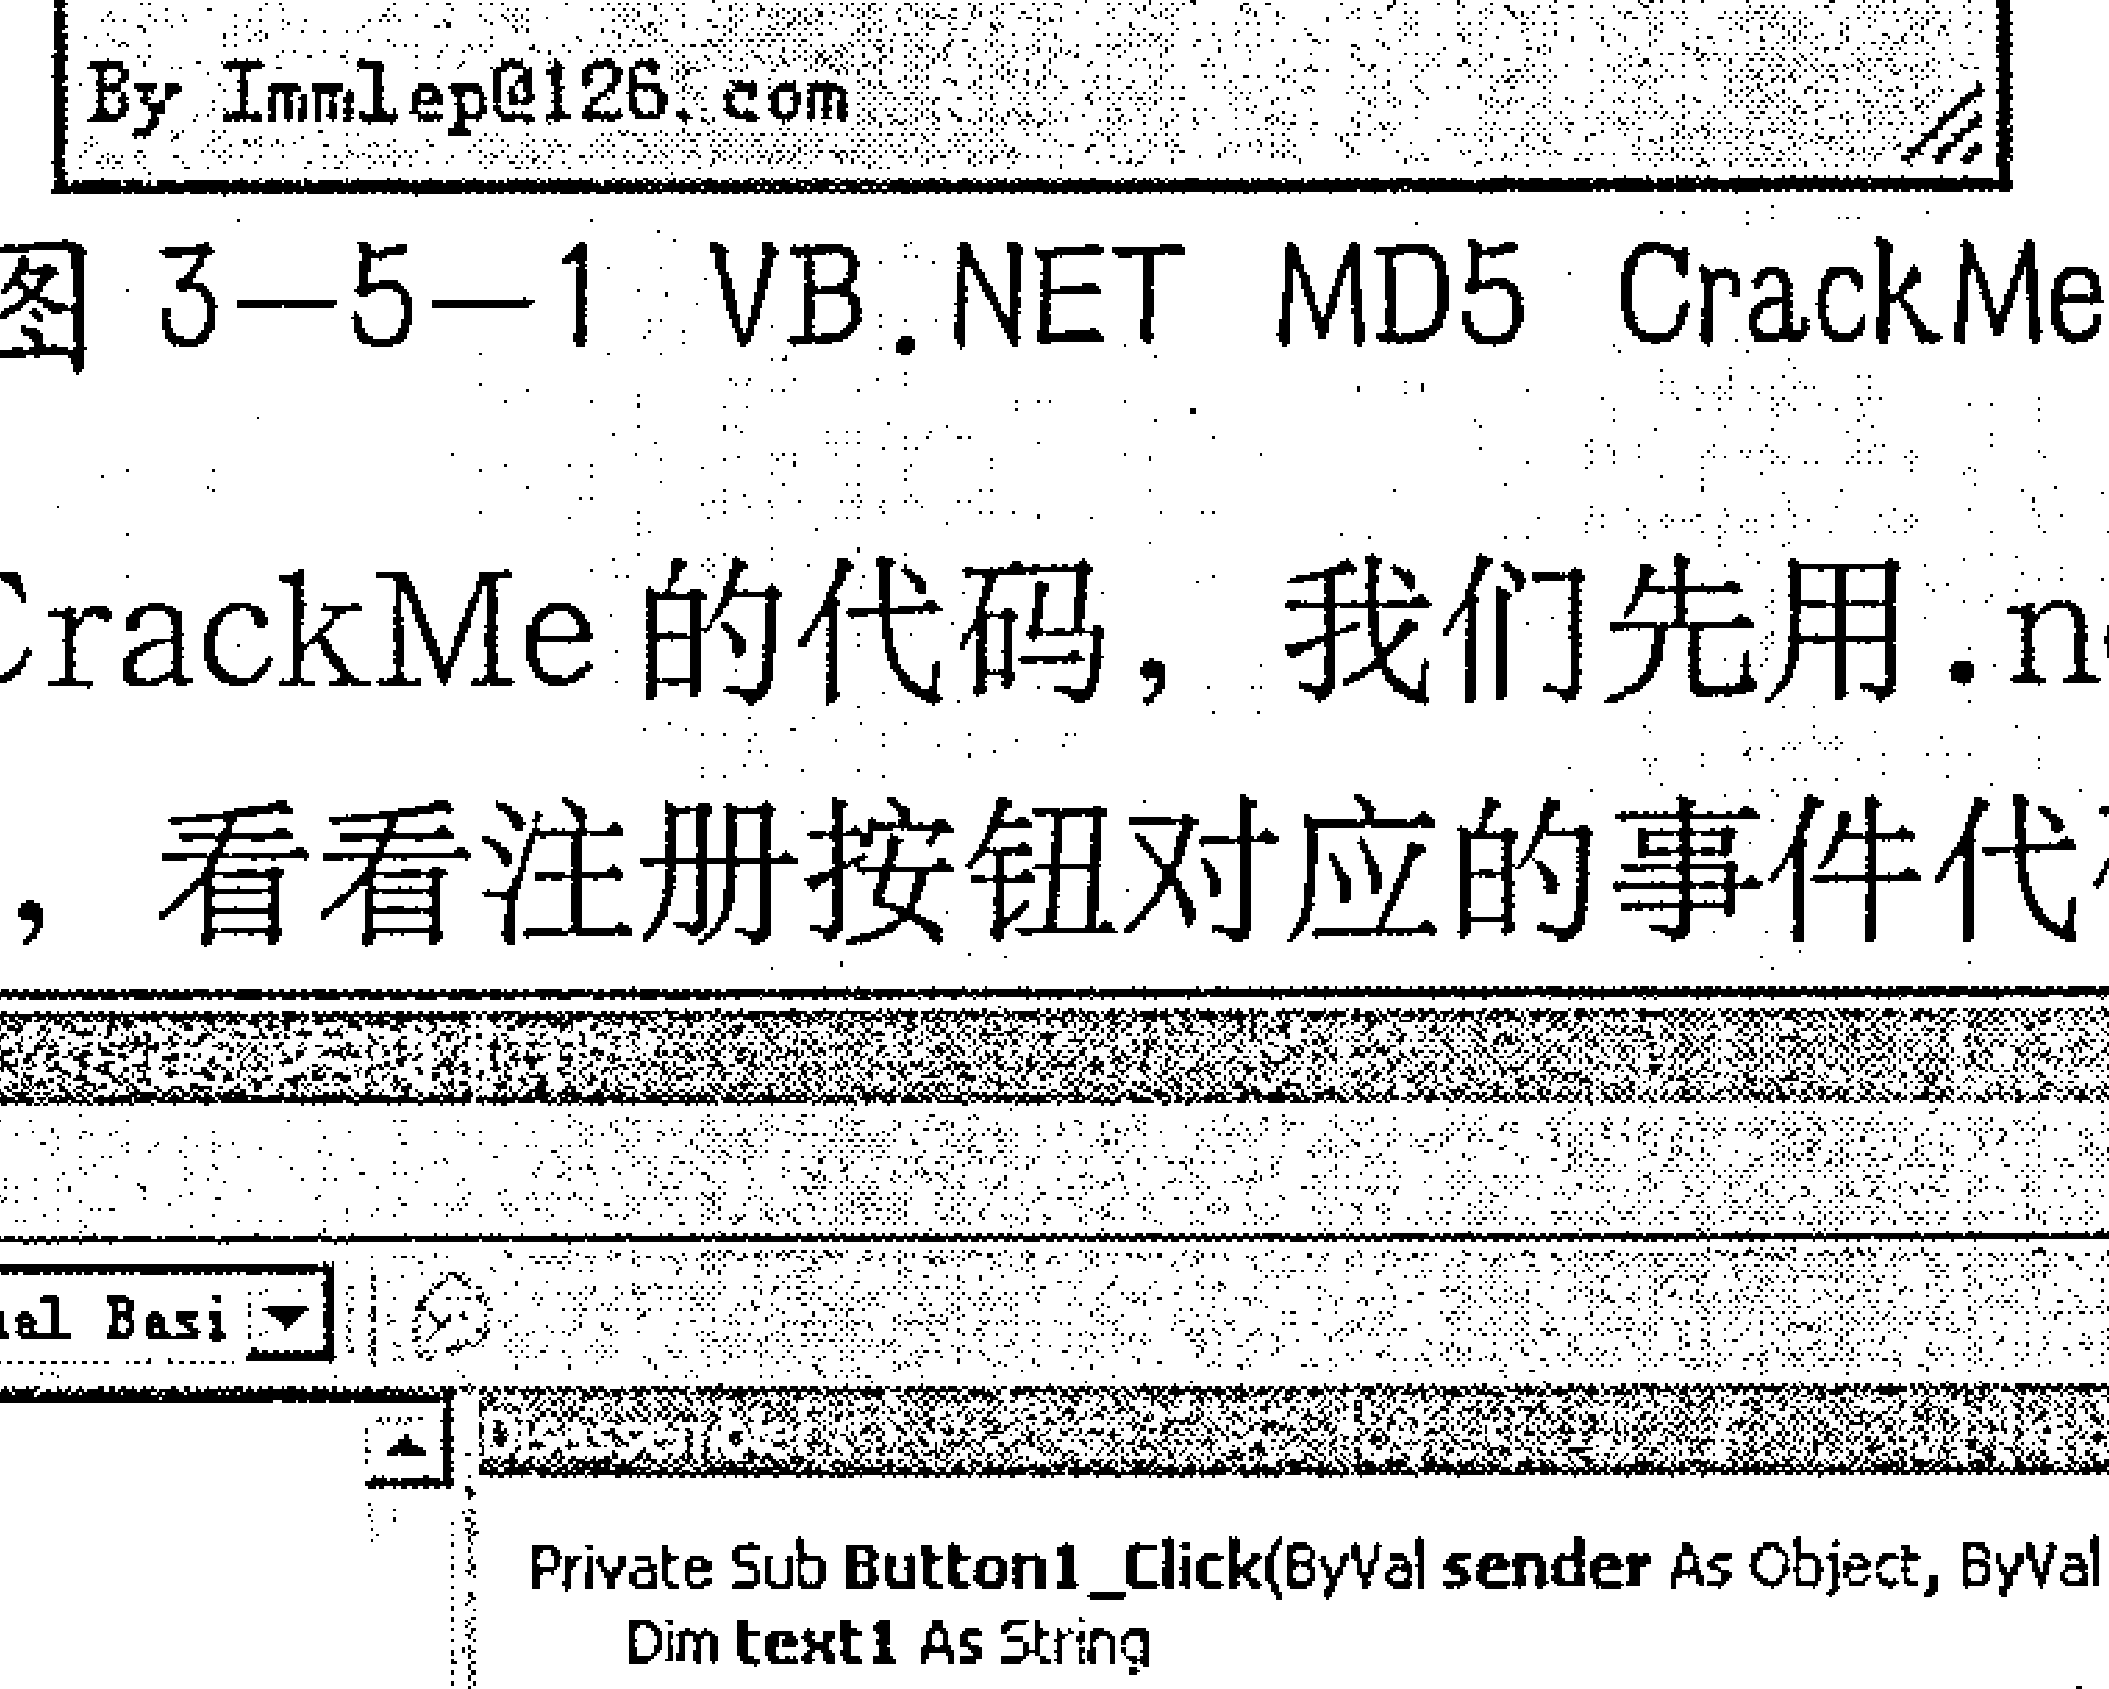 By Immlep@126.com
图 3—5—1 VB.NET MD5 CrackMe
CrackMe 的代码，我们先用.n
，看看注册按钮对应的事件代
Basi
Private Sub Button1_Click(ByVal sender As Object, ByVal
Dim text1 As String